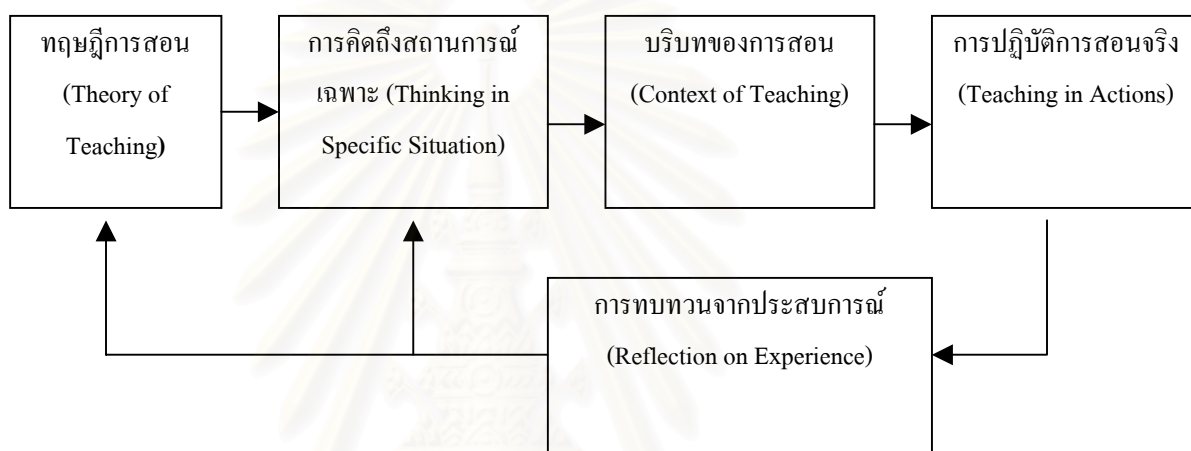 ทฤษฎีการสอน
(Theory of
Teaching)
การคิดถึงสถานการณ์
เฉพาะ (Thinking in
Specific Situation)
บริบทของการสอน
(Context of Teaching)
การปฏิบัติการสอนจริง
(Teaching in Actions)
การทบทวนจากประสบการณ์
(Reflection on Experience)